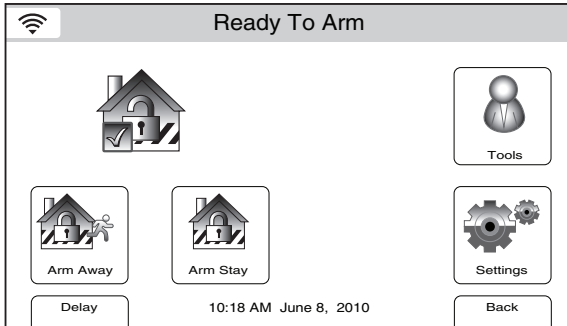 Ready To Arm
Tools
Arm Away
Arm Stay
Settings
Delay
10:18 AM June 8, 2010
Back